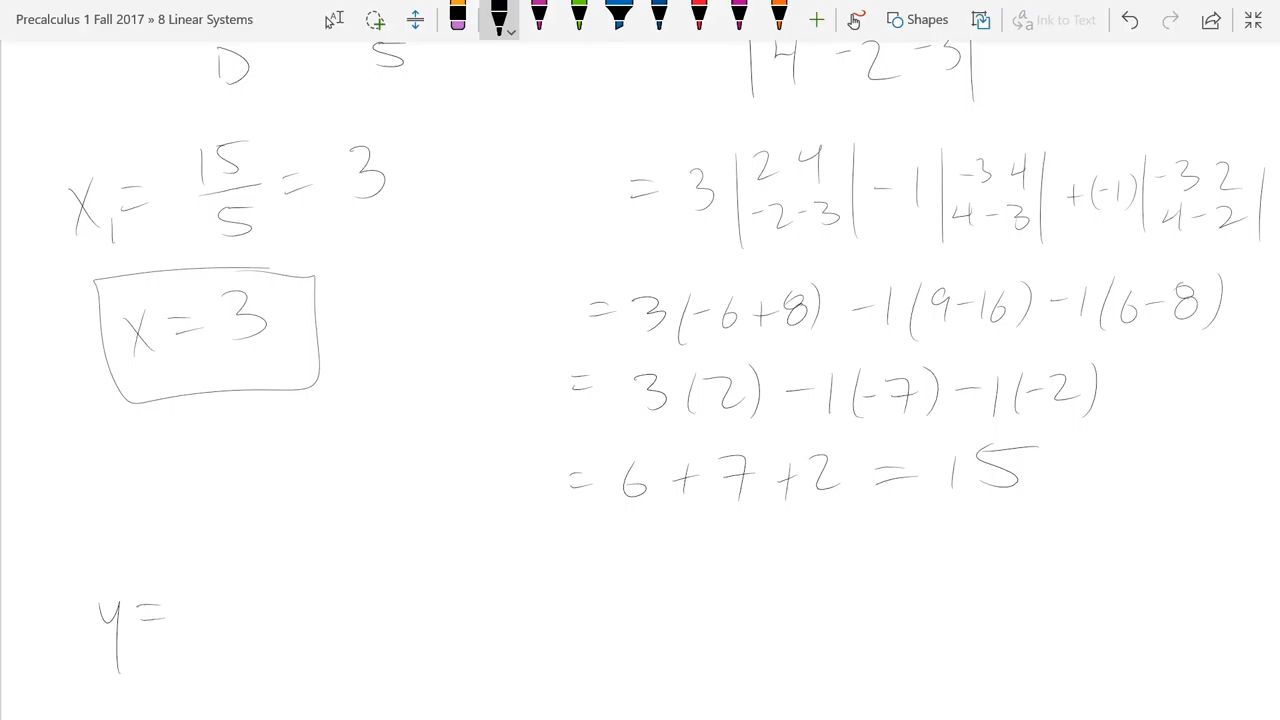 Precalculus 1 Fall 2017 » 8 Linear Systems
Shapes
Ink to Text
D 5
|4 -2 -3|
x₁ = 15/5 = 3
= 3 |2 4; -2 -3| - 1 |-3 4; 4 -3| + (-1) |-3 2; 4 -2|
x = 3
= 3(-6+8) - 1(9-16) - 1(6-8)
= 3(2) - 1(-7) - 1(-2)
= 6 + 7 + 2 = 15
y =